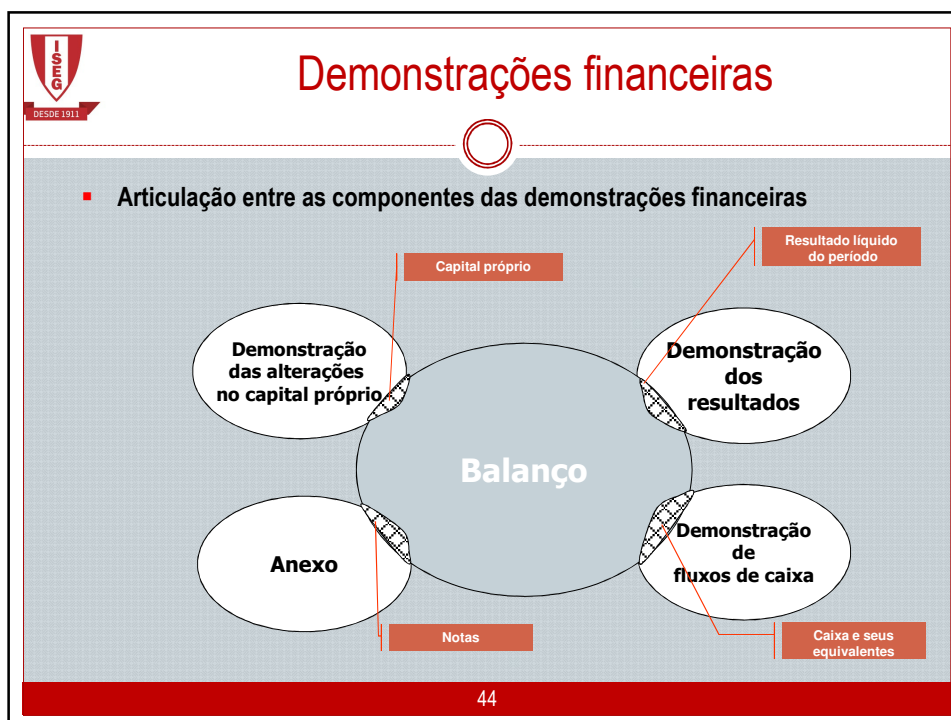 ISEG
DESDE 1911
Demonstrações financeiras
▪ Articulação entre as componentes das demonstrações financeiras
Resultado líquido
do período
Capital próprio
Demonstração
das alterações
no capital próprio
Demonstração
dos
resultados
Balanço
Anexo
Demonstração
de
fluxos de caixa
Notas
Caixa e seus
equivalentes
44